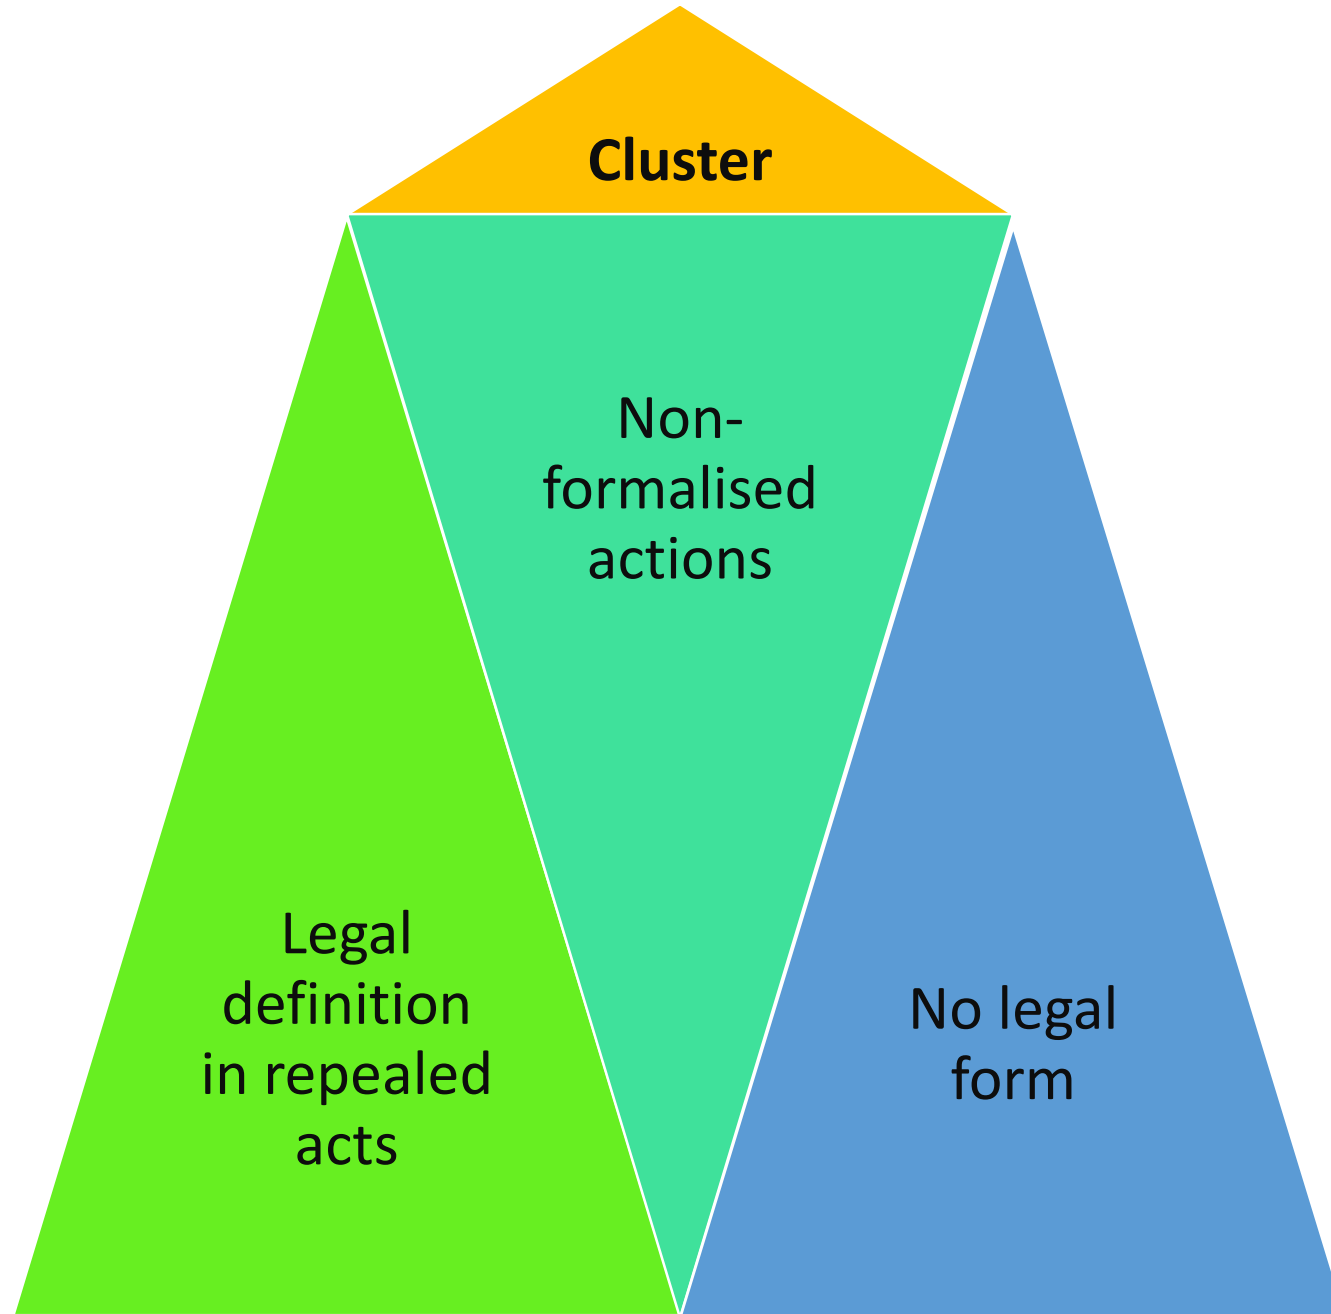 Cluster
Non-
formalised
actions
Legal
definition
in repealed
acts
No legal
form